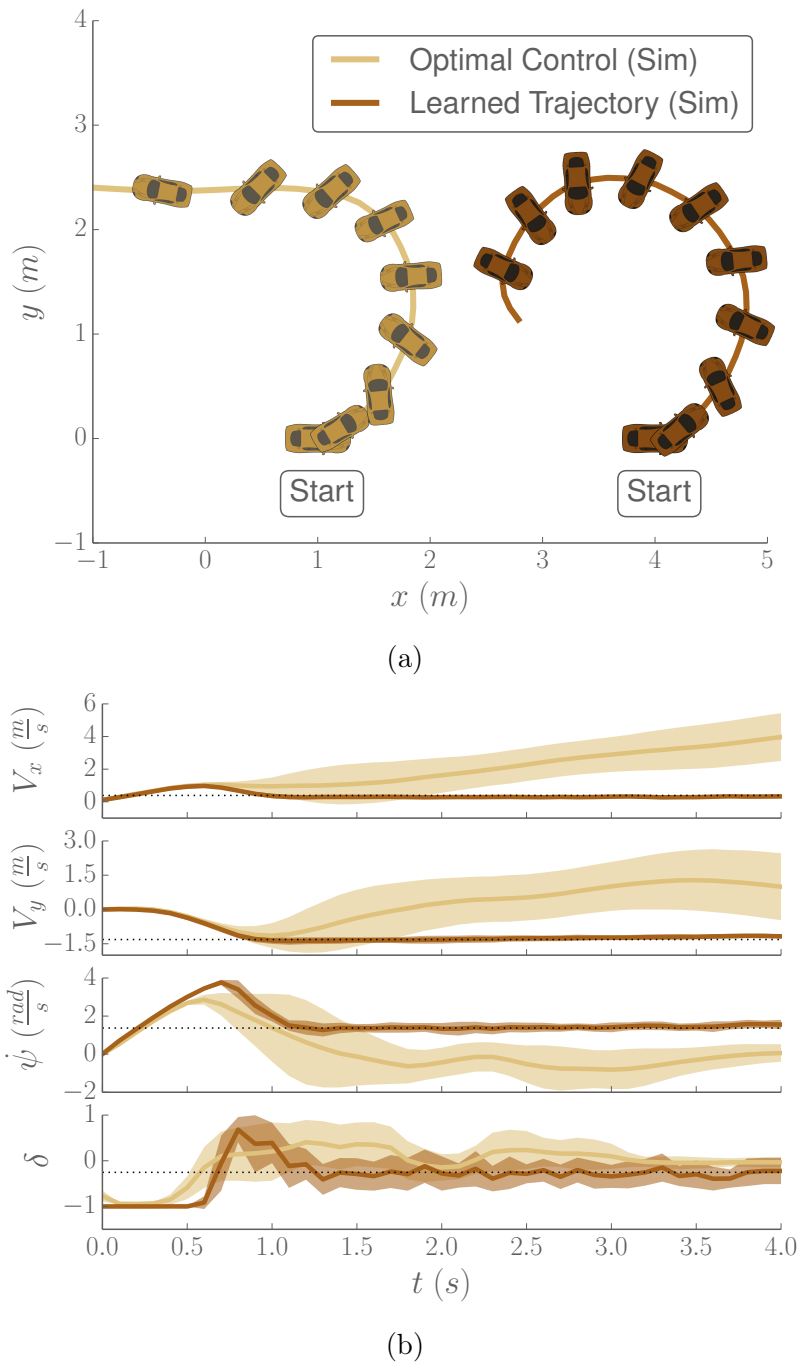 4
3
2
1
0
−1
y (m)
Optimal Control (Sim)
Learned Trajectory (Sim)
Start
Start
−1 0 1 2 3 4 5
x (m)
(a)
6
4
2
0
V_x (m/s)
3.0
1.5
0.0
−1.5
V_y (m/s)
4
2
0
−2
ψ̇ (rad/s)
1
0
−1
δ
0.0 0.5 1.0 1.5 2.0 2.5 3.0 3.5 4.0
t (s)
(b)